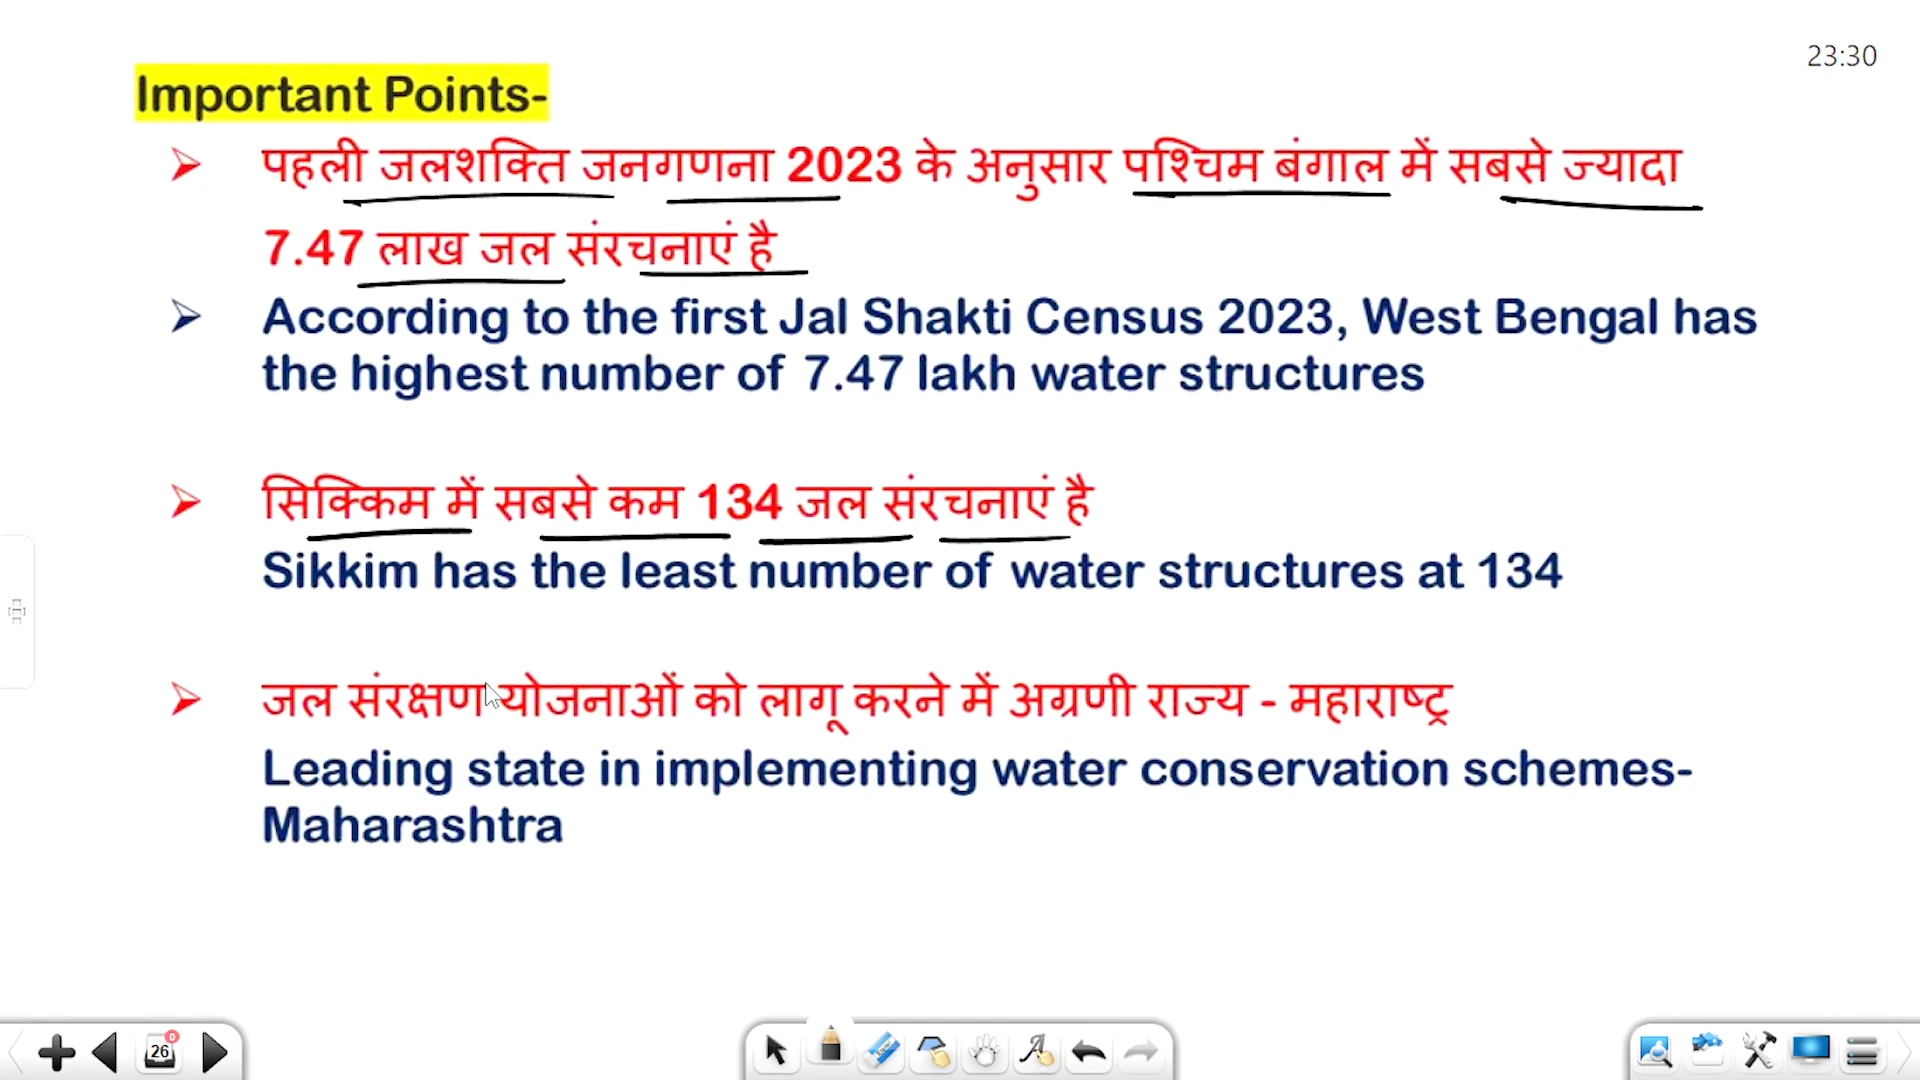 23:30
Important Points-
पहली जलशक्ति जनगणना 2023 के अनुसार पश्चिम बंगाल में सबसे ज्यादा
7.47 लाख जल संरचनाएं है
According to the first Jal Shakti Census 2023, West Bengal has
the highest number of 7.47 lakh water structures
सिक्किम में सबसे कम 134 जल संरचनाएं है
Sikkim has the least number of water structures at 134
जल संरक्षण योजनाओं को लागू करने में अग्रणी राज्य - महाराष्ट्र
Leading state in implementing water conservation schemes-
Maharashtra
26